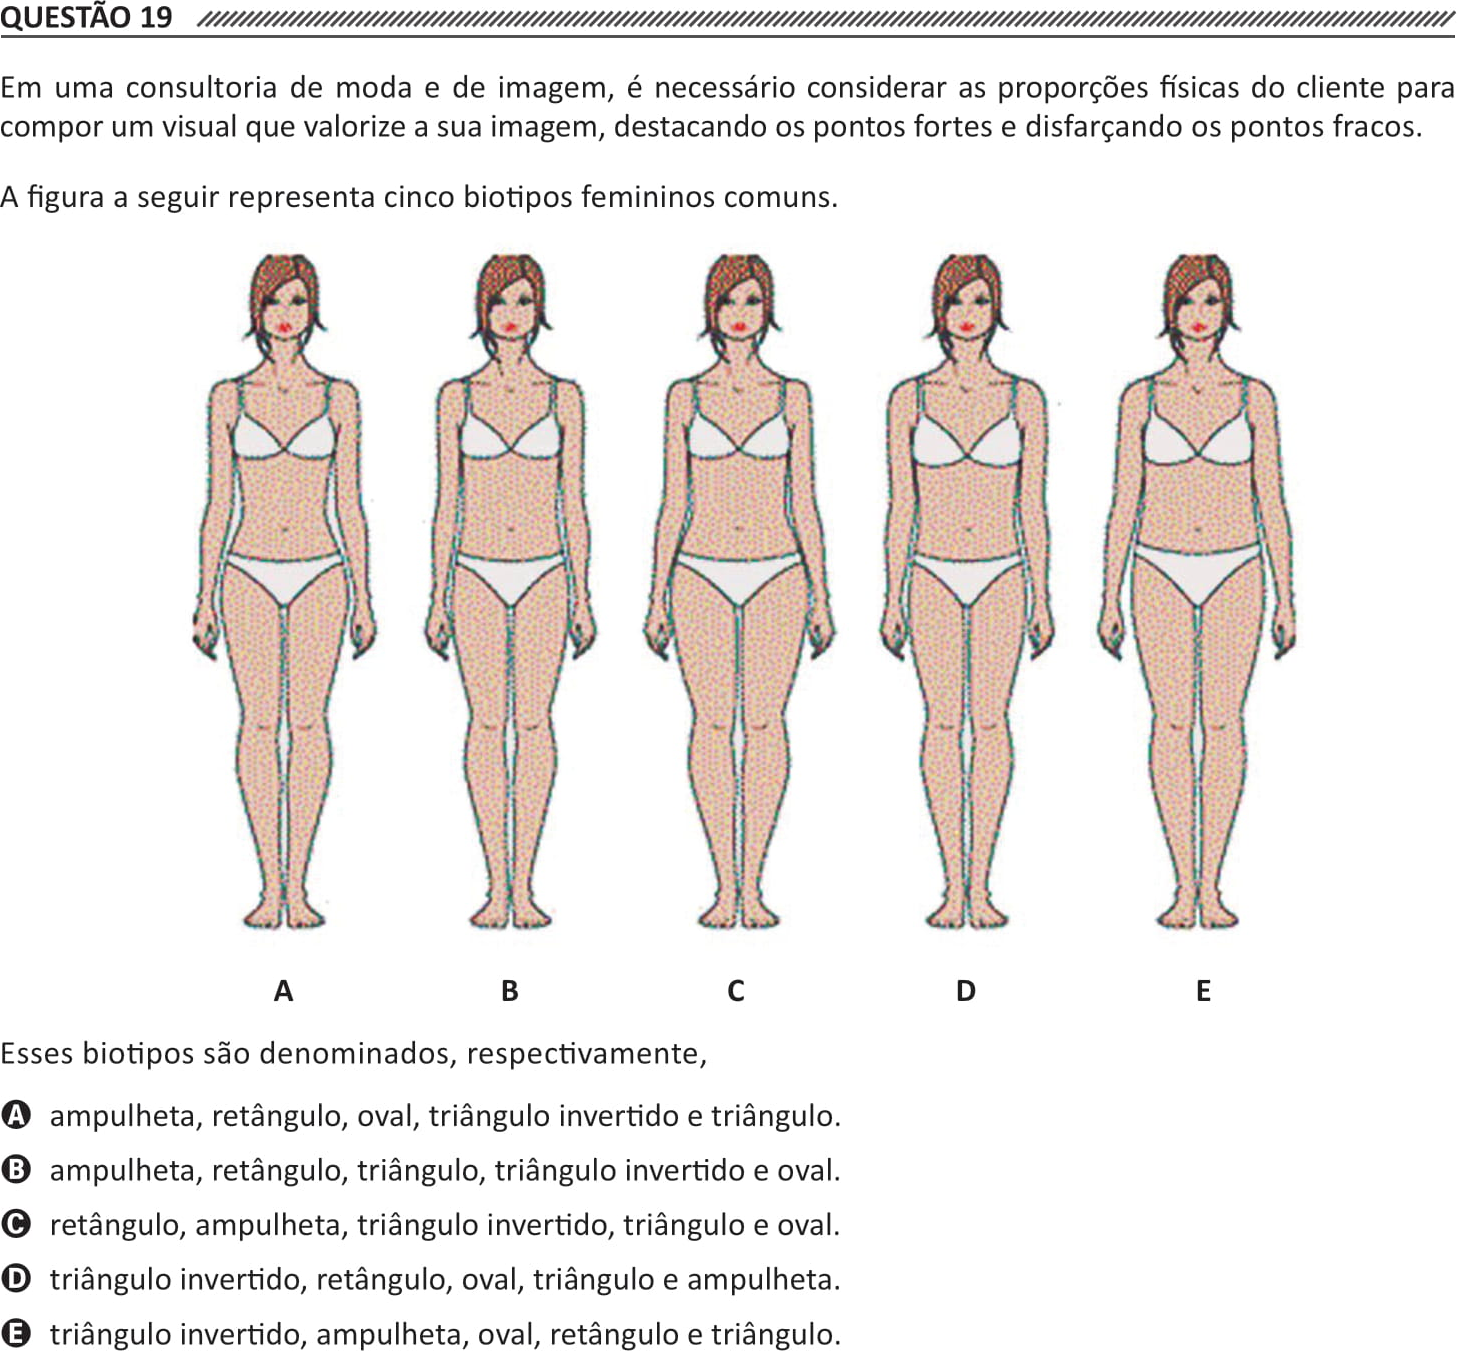 QUESTÃO 19
Em uma consultoria de moda e de imagem, é necessário considerar as proporções físicas do cliente para
compor um visual que valorize a sua imagem, destacando os pontos fortes e disfarçando os pontos fracos.
A figura a seguir representa cinco biotipos femininos comuns.
A B C D E
Esses biotipos são denominados, respectivamente,
A ampulheta, retângulo, oval, triângulo invertido e triângulo.
B ampulheta, retângulo, triângulo, triângulo invertido e oval.
C retângulo, ampulheta, triângulo invertido, triângulo e oval.
D triângulo invertido, retângulo, oval, triângulo e ampulheta.
E triângulo invertido, ampulheta, oval, retângulo e triângulo.